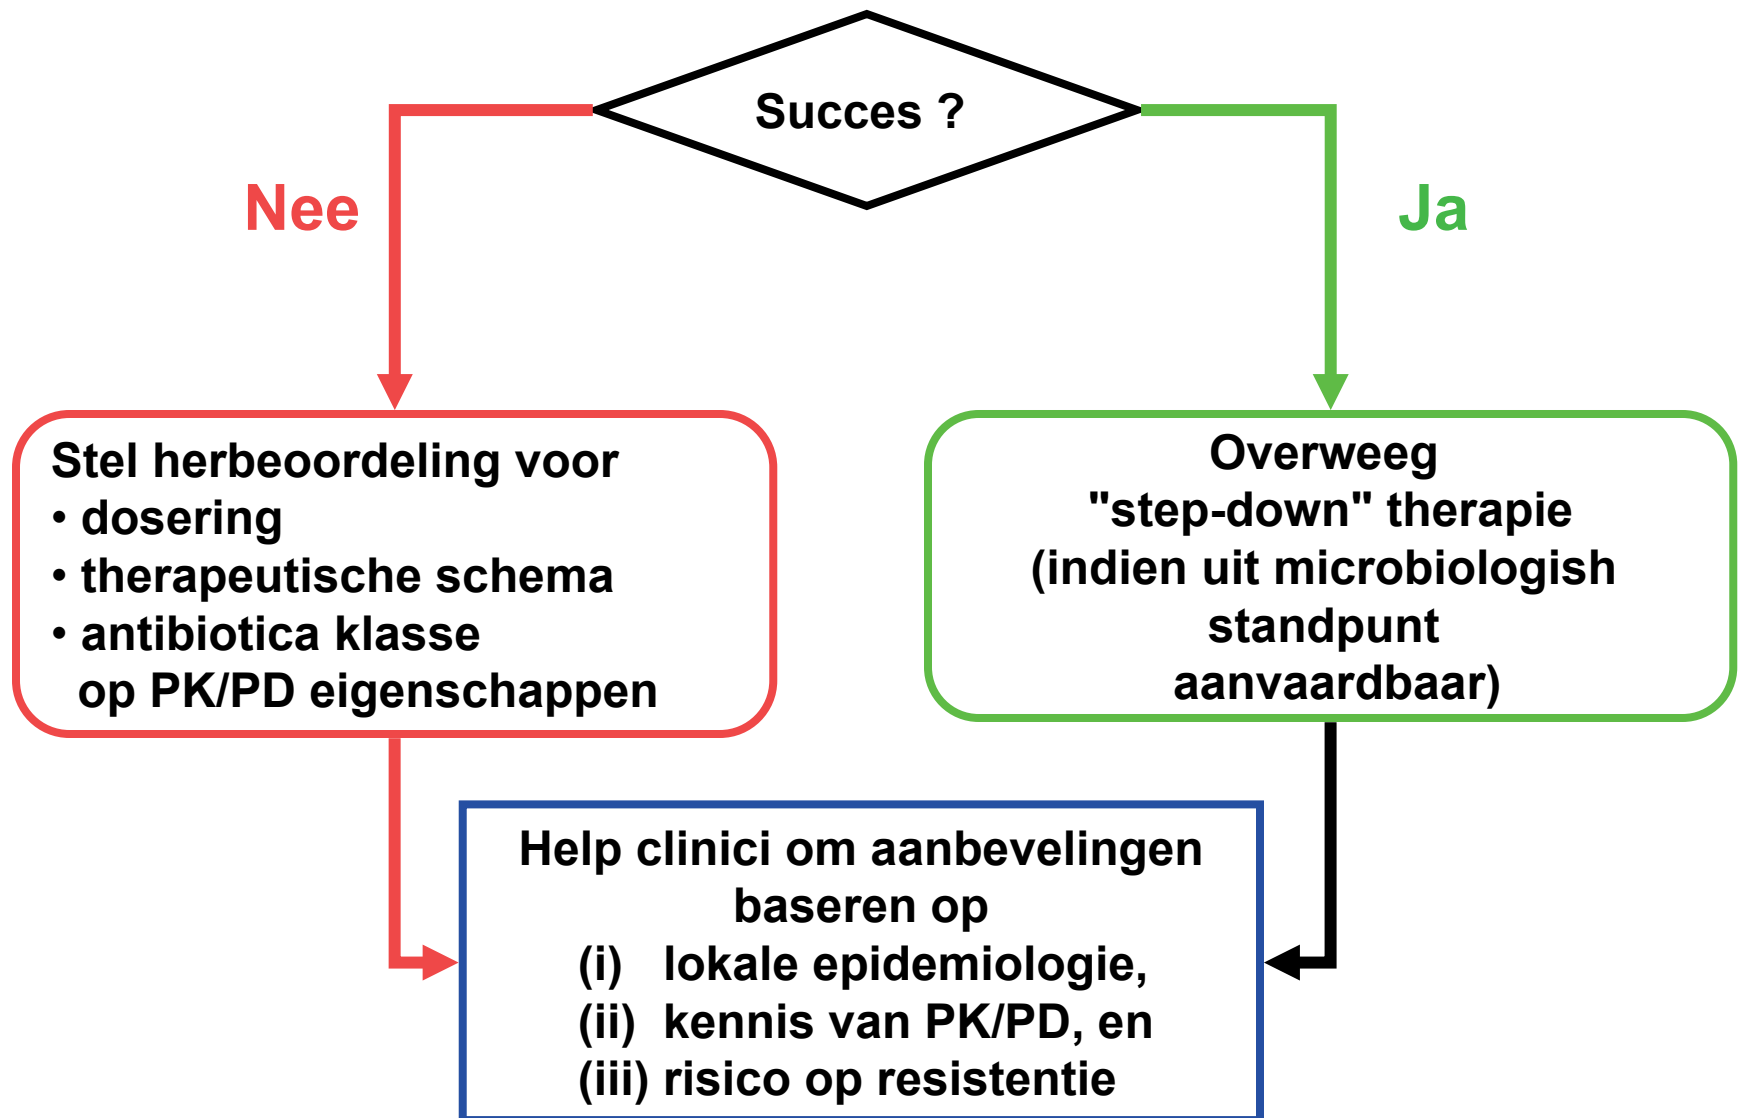 Succes ?
Nee
Ja
Stel herbeoordeling voor
• dosering
• therapeutische schema
• antibiotica klasse
op PK/PD eigenschappen
Overweeg
"step-down" therapie
(indien uit microbiologish
standpunt
aanvaardbaar)
Help clinici om aanbevelingen
baseren op
(i) lokale epidemiologie,
(ii) kennis van PK/PD, en
(iii) risico op resistentie